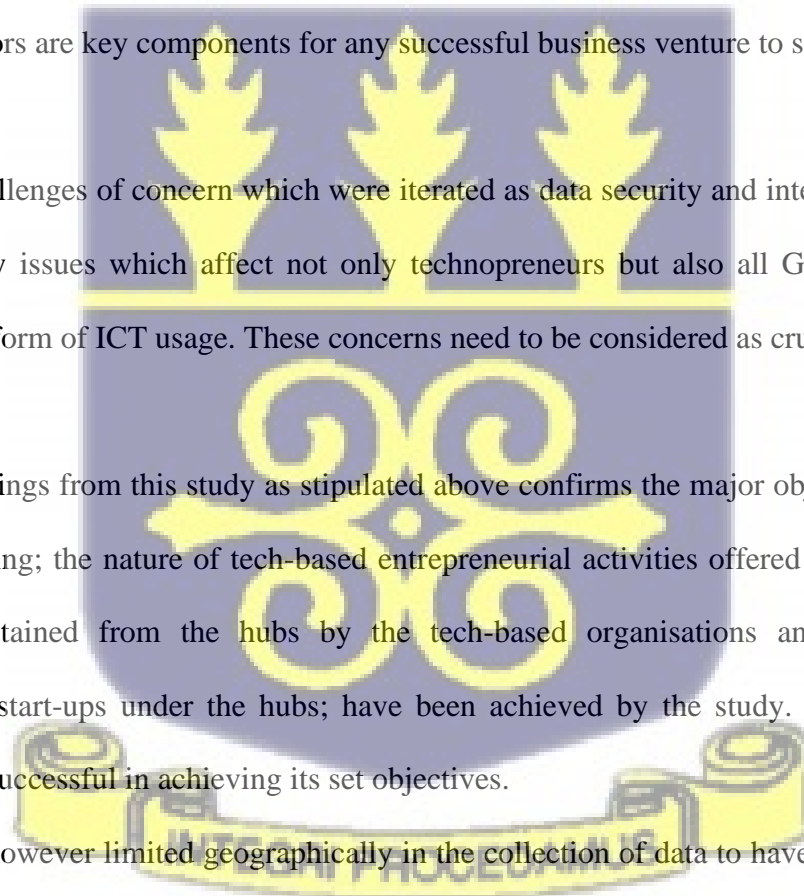 ors are key components for any successful business venture to s
llenges of concern which were iterated as data security and inte
y issues which affect not only technopreneurs but also all G
form of ICT usage. These concerns need to be considered as cru
ings from this study as stipulated above confirms the major ob
ing; the nature of tech-based entrepreneurial activities offered
tained from the hubs by the tech-based organisations an
start-ups under the hubs; have been achieved by the study.
uccessful in achieving its set objectives.
owever limited geographically in the collection of data to have
INTEGRI PROCEDAMUS